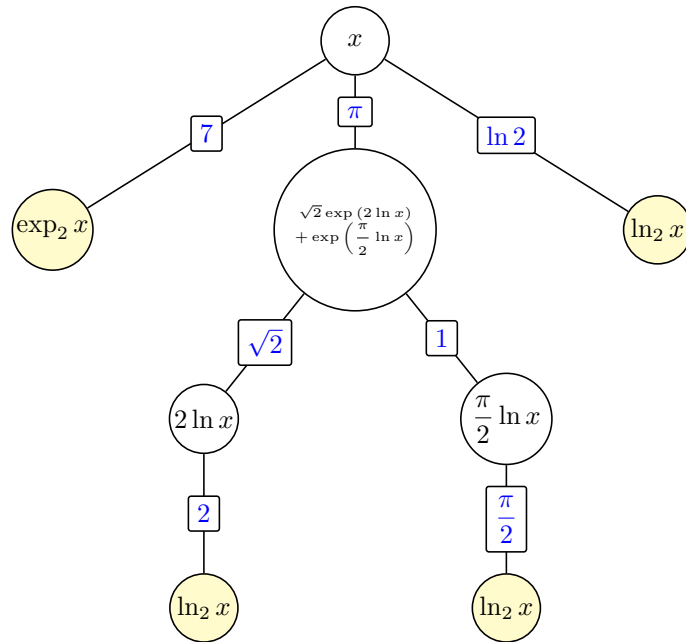 x
7
π
ln 2
exp₂ x
√2 exp (2 ln x)
+ exp (π/2 ln x)
ln₂ x
√2
1
2 ln x
π/2 ln x
2
π/2
ln₂ x
ln₂ x